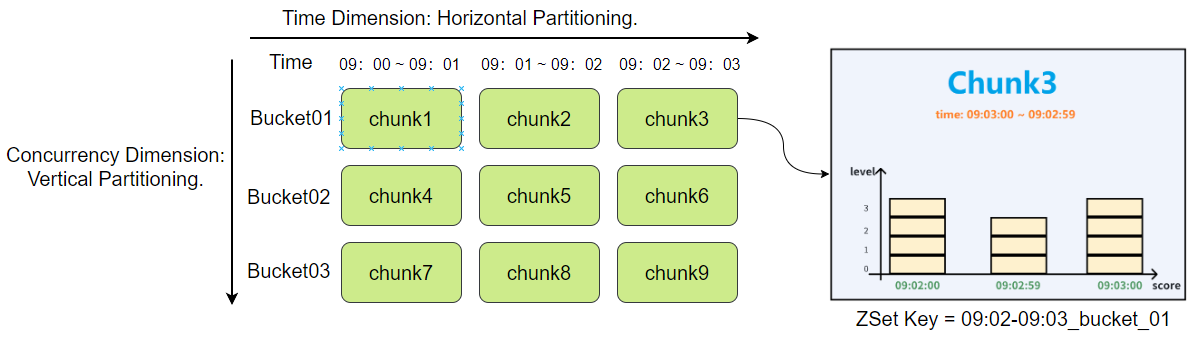 Time Dimension: Horizontal Partitioning.
Time 09: 00 ~ 09: 01 09: 01 ~ 09: 02 09: 02 ~ 09: 03
Bucket01 chunk1 chunk2 chunk3
Concurrency Dimension:
Vertical Partitioning.
Bucket02 chunk4 chunk5 chunk6
Bucket03 chunk7 chunk8 chunk9
Chunk3
time: 09:03:00 ~ 09:02:59
level
3
2
1
0
09:02:00 09:02:59 09:03:00 score
ZSet Key = 09:02-09:03_bucket_01